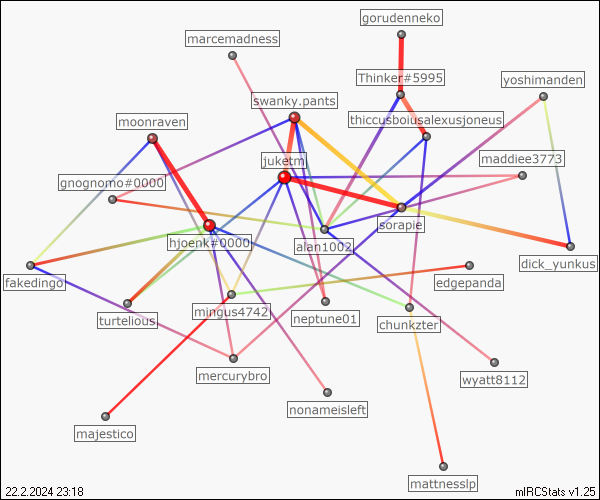 gorudenneko
marcemadness
Thinker#5995
yoshimanden
swanky.pants
moonraven
thiccusboiusalexusjoneus
juketm
maddiee3773
gnognomo#0000
sorapie
hjoenk#0000
alan1002
dick_yunkus
fakedingo
edgepanda
turtelious
mingus4742
neptune01
chunkzter
mercurybro
wyatt8112
nonameisleft
majestico
mattnesslp
22.2.2024 23:18
mIRCStats v1.25